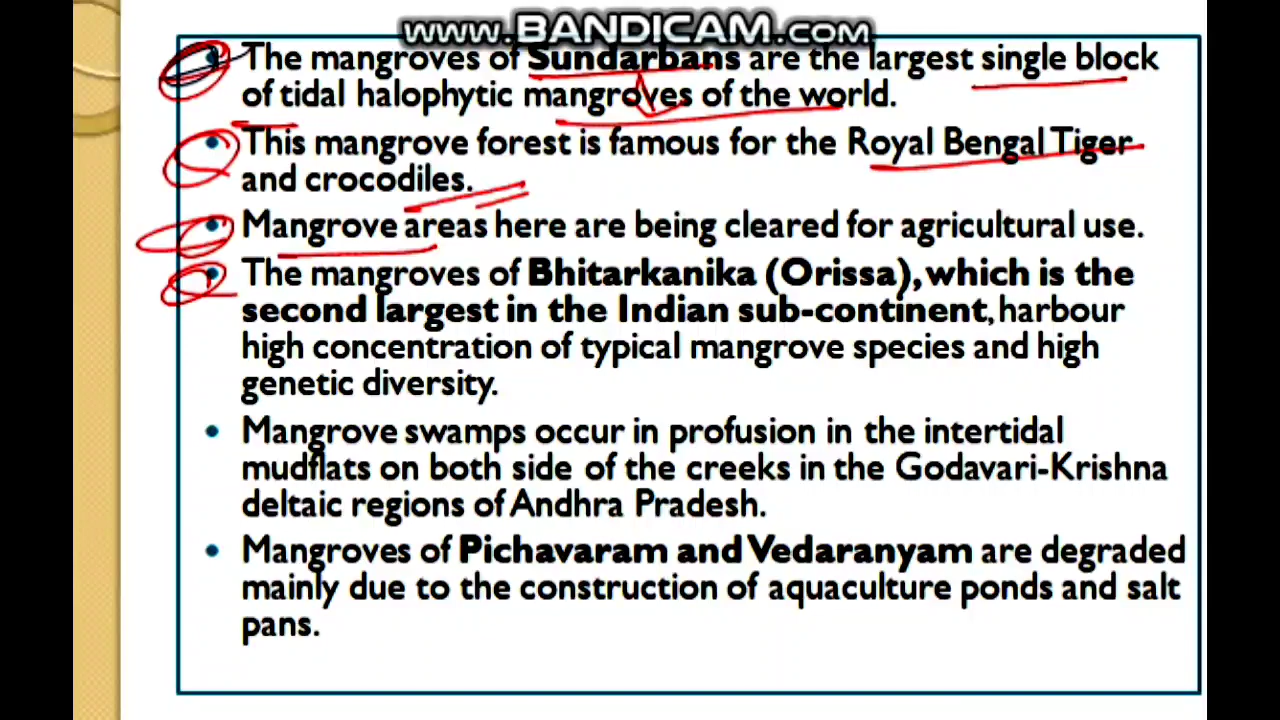 www.BANDICAM.com
• The mangroves of Sundarbans are the largest single block
of tidal halophytic mangroves of the world.
• This mangrove forest is famous for the Royal Bengal Tiger
and crocodiles.
• Mangrove areas here are being cleared for agricultural use.
• The mangroves of Bhitarkanika (Orissa), which is the
second largest in the Indian sub-continent, harbour
high concentration of typical mangrove species and high
genetic diversity.
• Mangrove swamps occur in profusion in the intertidal
mudflats on both side of the creeks in the Godavari-Krishna
deltaic regions of Andhra Pradesh.
• Mangroves of Pichavaram and Vedaranyam are degraded
mainly due to the construction of aquaculture ponds and salt
pans.